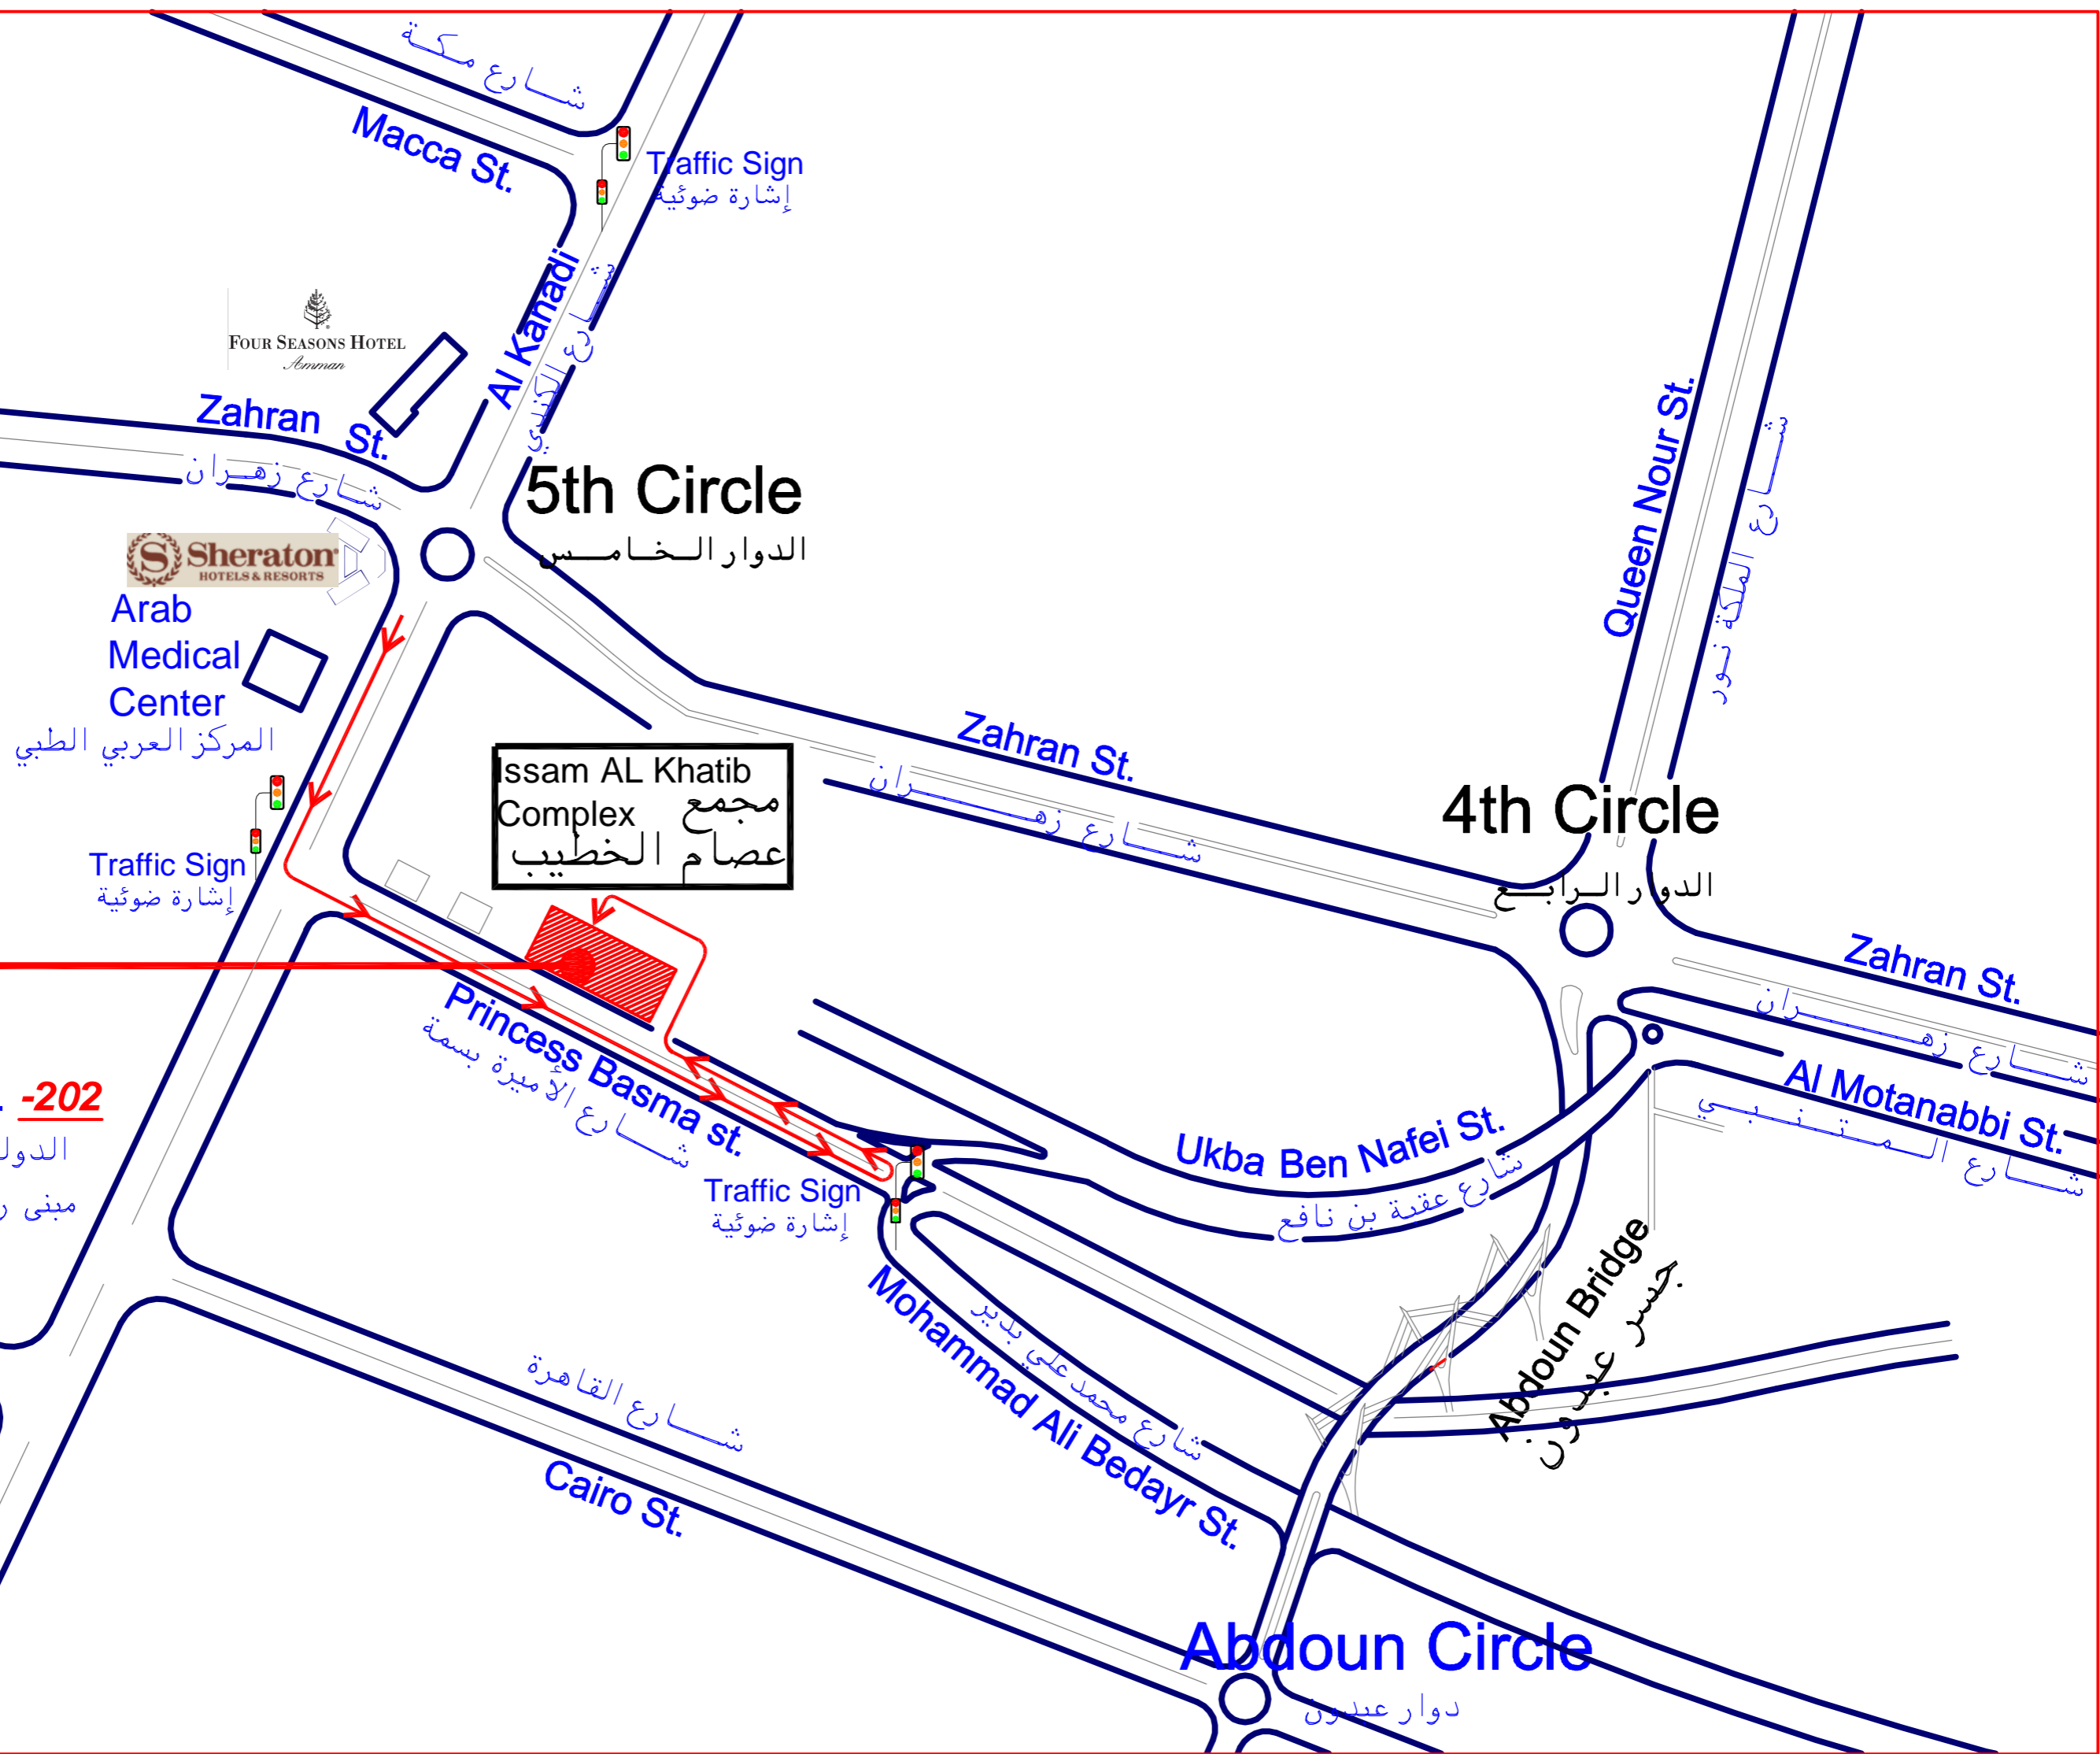 شارع مكة
Macca St.
Traffic Sign
إشارة ضوئية
FOUR SEASONS HOTEL
Amman
Al Kanadi
شارع الكندي
Zahran St.
شارع زهران
5th Circle
الدوار الخامس
Sheraton
HOTELS & RESORTS
Arab
Medical
Center
المركز العربي الطبي
Queen Nour St.
شارع الملكة نور
Zahran St.
شارع زهران
Issam AL Khatib
Complex مجمع
عصام الخطيب
4th Circle
الدوار الرابع
Traffic Sign
إشارة ضوئية
Zahran St.
شارع زهران
Princess Basma st.
شارع الأميرة بسمة
Al Motanabbi St.
شارع المتنبي
Ukba Ben Nafei St.
شارع عقبة بن نافع
. -202
الدول
مبنى ر
Traffic Sign
إشارة ضوئية
Abdoun Bridge
جسر عبدون
Mohammad Ali Bedayr St.
شارع محمد علي بدير
شارع القاهرة
Cairo St.
Abdoun Circle
دوار عبدون